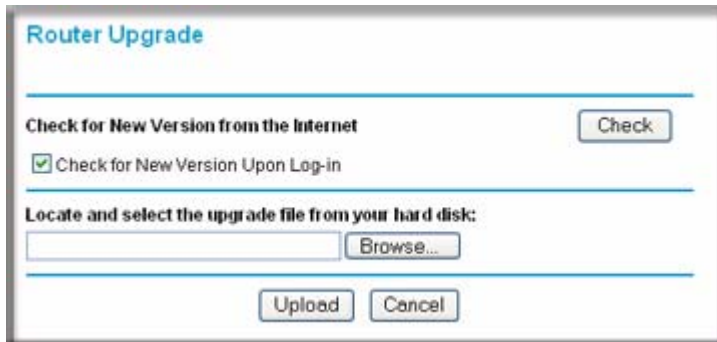 Router Upgrade
Check for New Version from the Internet
Check
Check for New Version Upon Log-in
Locate and select the upgrade file from your hard disk:
Browse...
Upload
Cancel